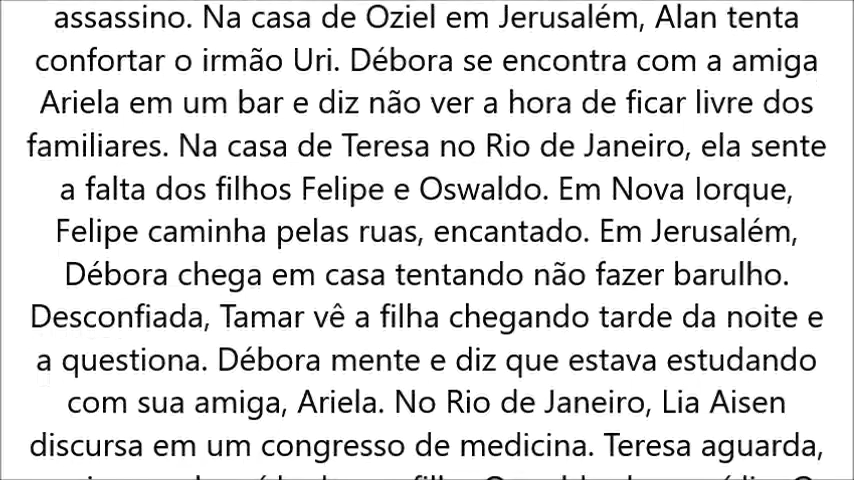 assassino. Na casa de Oziel em Jerusalém, Alan tenta
confortar o irmão Uri. Débora se encontra com a amiga
Ariela em um bar e diz não ver a hora de ficar livre dos
familiares. Na casa de Teresa no Rio de Janeiro, ela sente
a falta dos filhos Felipe e Oswaldo. Em Nova Iorque,
Felipe caminha pelas ruas, encantado. Em Jerusalém,
Débora chega em casa tentando não fazer barulho.
Desconfiada, Tamar vê a filha chegando tarde da noite e
a questiona. Débora mente e diz que estava estudando
com sua amiga, Ariela. No Rio de Janeiro, Lia Aisen
discursa em um congresso de medicina. Teresa aguarda,